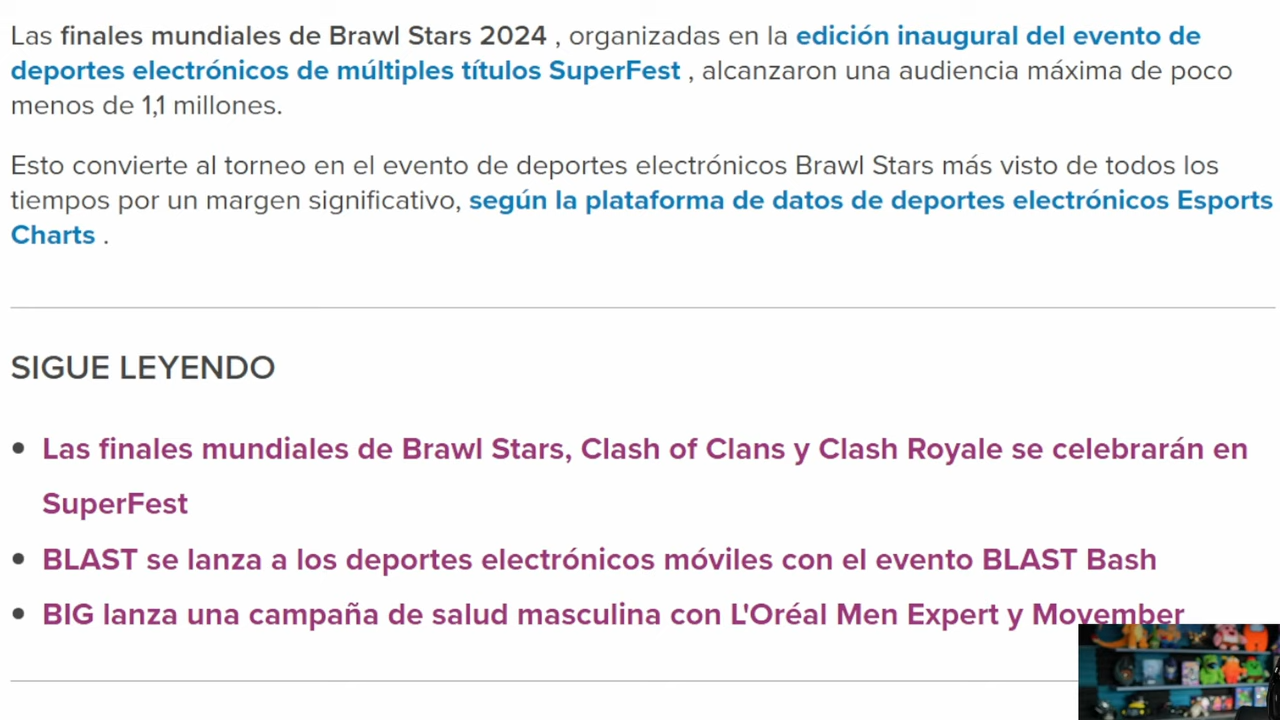 Las finales mundiales de Brawl Stars 2024 , organizadas en la edición inaugural del evento de
deportes electrónicos de múltiples títulos SuperFest , alcanzaron una audiencia máxima de poco
menos de 1,1 millones.
Esto convierte al torneo en el evento de deportes electrónicos Brawl Stars más visto de todos los
tiempos por un margen significativo, según la plataforma de datos de deportes electrónicos Esports
Charts .
SIGUE LEYENDO
• Las finales mundiales de Brawl Stars, Clash of Clans y Clash Royale se celebrarán en
SuperFest
• BLAST se lanza a los deportes electrónicos móviles con el evento BLAST Bash
• BIG lanza una campaña de salud masculina con L'Oréal Men Expert y Movember